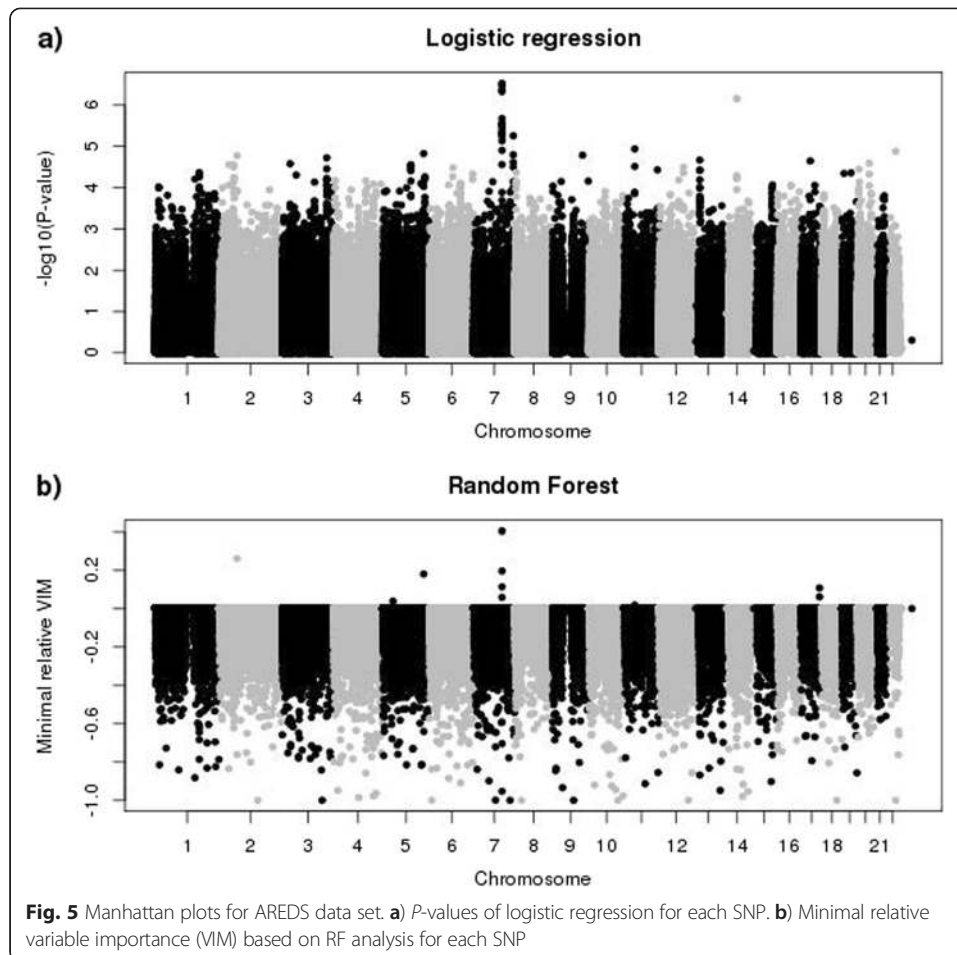 a)
Logistic regression
-log10(P-value)
6
5
4
3
2
1
0
1 2 3 4 5 6 7 8 9 10 12 14 16 18 21
Chromosome
b)
Random Forest
Minimal relative VIM
0.2
-0.2
-0.6
-1.0
1 2 3 4 5 6 7 8 9 10 12 14 16 18 21
Chromosome
Fig. 5 Manhattan plots for AREDS data set. a) P-values of logistic regression for each SNP. b) Minimal relative
variable importance (VIM) based on RF analysis for each SNP